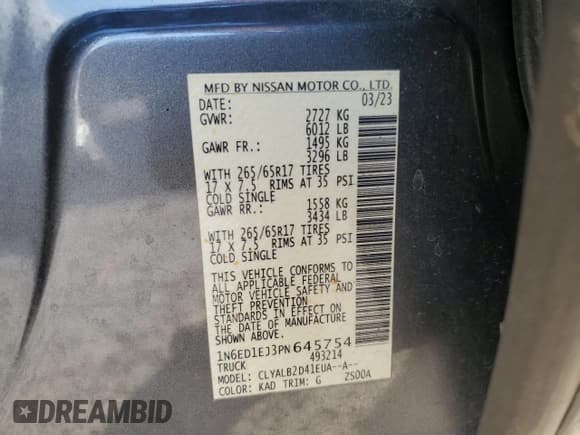 MFD BY NISSAN MOTOR CO., LTD.
DATE: 03/23
GVWR: 2727 KG
6012 LB
GAWR FR.: 1495 KG
3296 LB
WITH 265/65R17 TIRES
17 X 7.5 RIMS AT 35 PSI
COLD SINGLE
GAWR RR.: 1558 KG
3434 LB
WITH 265/65R17 TIRES
17 X 7.5 RIMS AT 35 PSI
COLD SINGLE
THIS VEHICLE CONFORMS TO
ALL APPLICABLE FEDERAL
MOTOR VEHICLE SAFETY AND
THEFT PREVENTION
STANDARDS IN EFFECT ON
THE DATE OF MANUFACTURE
SHOWN ABOVE.
1N6ED1EJ3PN645754
TRUCK 493214
MODEL: CLYALB2D41EUA--A--
COLOR: KAD TRIM: G ZS00A
DREAMBID